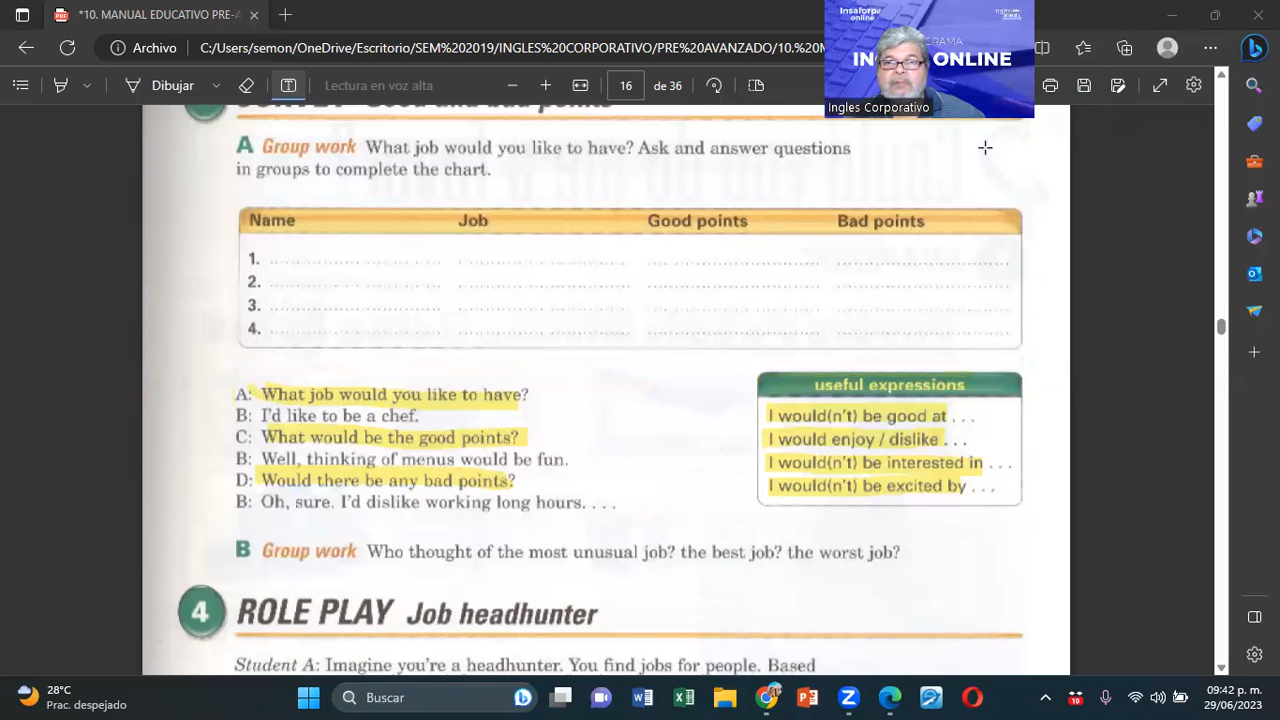 *10. MANUAL EDUCATIVO PRE-A
Archivo
C:/Users/semon/OneDrive/Escritorio/SEM%202019/INGLES%20CORPORATIVO/PRE%20AVANZADO/10.%20M
Dibujar
Lectura en voz alta
16
de 36
Insaforp
online
INGLES ONLINE
Ingles Corporativo
Good and bad points
A Group work What job would you like to have? Ask and answer questions
in groups to complete the chart.
Name Job Good points Bad points
1.
2.
3.
4.
A: What job would you like to have?
B: I'd like to be a chef.
C: What would be the good points?
B: Well, thinking of menus would be fun.
D: Would there be any bad points?
B: Oh, sure. I'd dislike working long hours. . . .
useful expressions
I would(n't) be good at . . .
I would enjoy / dislike . . .
I would(n't) be interested in . . .
I would(n't) be excited by . . .
B Group work Who thought of the most unusual job? the best job? the worst job?
4 ROLE PLAY Job headhunter
Student A: Imagine you're a headhunter. You find jobs for people. Based
28°C
Prac. despejado
Buscar
09:42 p. m.
29/06/2023